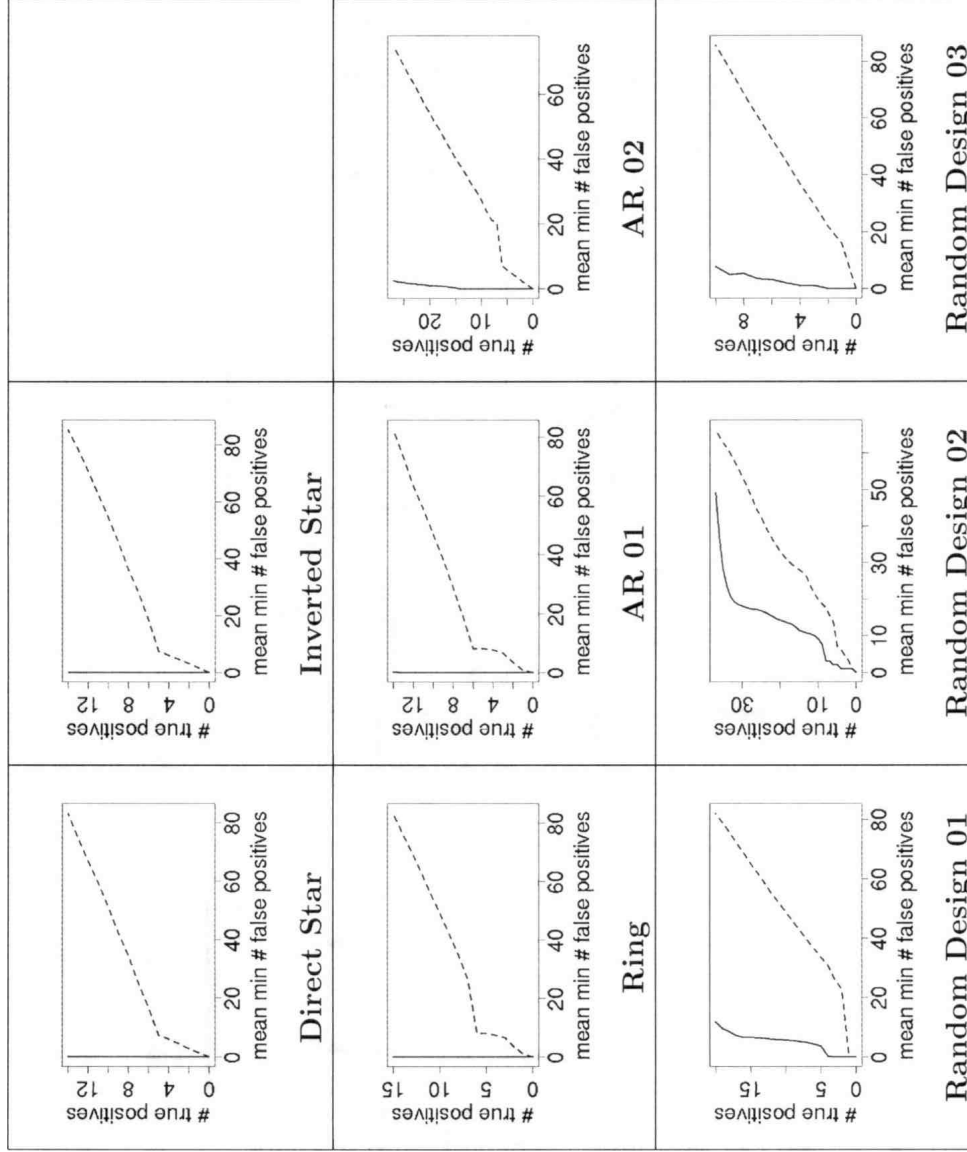 # true positives
0 4 8 12
0 20 40 60 80
mean min # false positives
Direct Star
# true positives
0 4 8 12
0 20 40 60 80
mean min # false positives
Inverted Star
# true positives
0 5 10 15
0 20 40 60 80
mean min # false positives
Ring
# true positives
0 4 8 12
0 20 40 60 80
mean min # false positives
AR 01
# true positives
0 10 20
0 20 40 60
mean min # false positives
AR 02
# true positives
0 5 15
0 20 40 60 80
mean min # false positives
Random Design 01
# true positives
0 10 30
0 10 30 50
mean min # false positives
Random Design 02
# true positives
0 4 8
0 20 40 60 80
mean min # false positives
Random Design 03